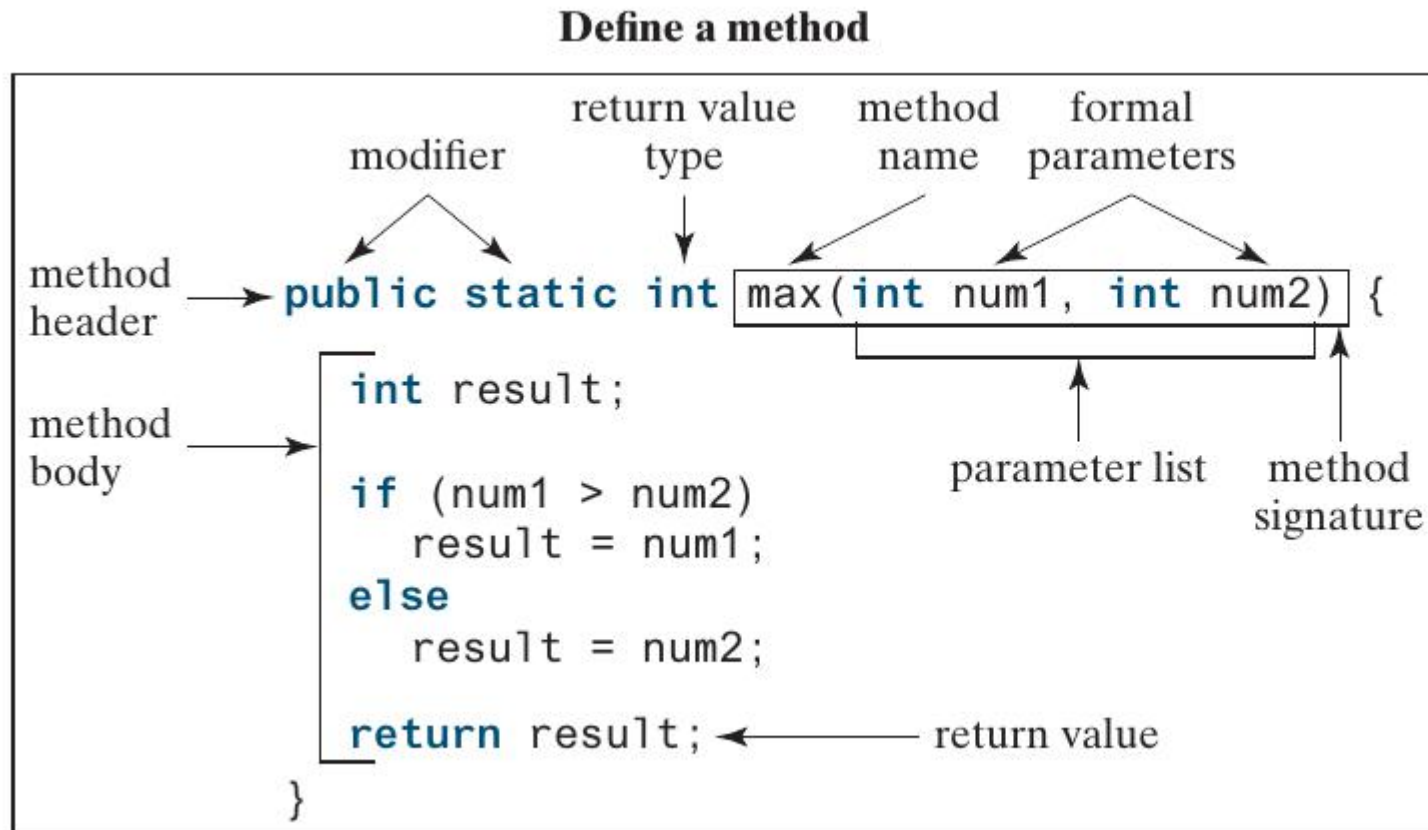 Define a method
return value
type
method
name
formal
parameters
modifier
method
header
public static int max(int num1, int num2) {
int result;
method
body
parameter list
method
signature
if (num1 > num2)
result = num1;
else
result = num2;
return result;
return value
}